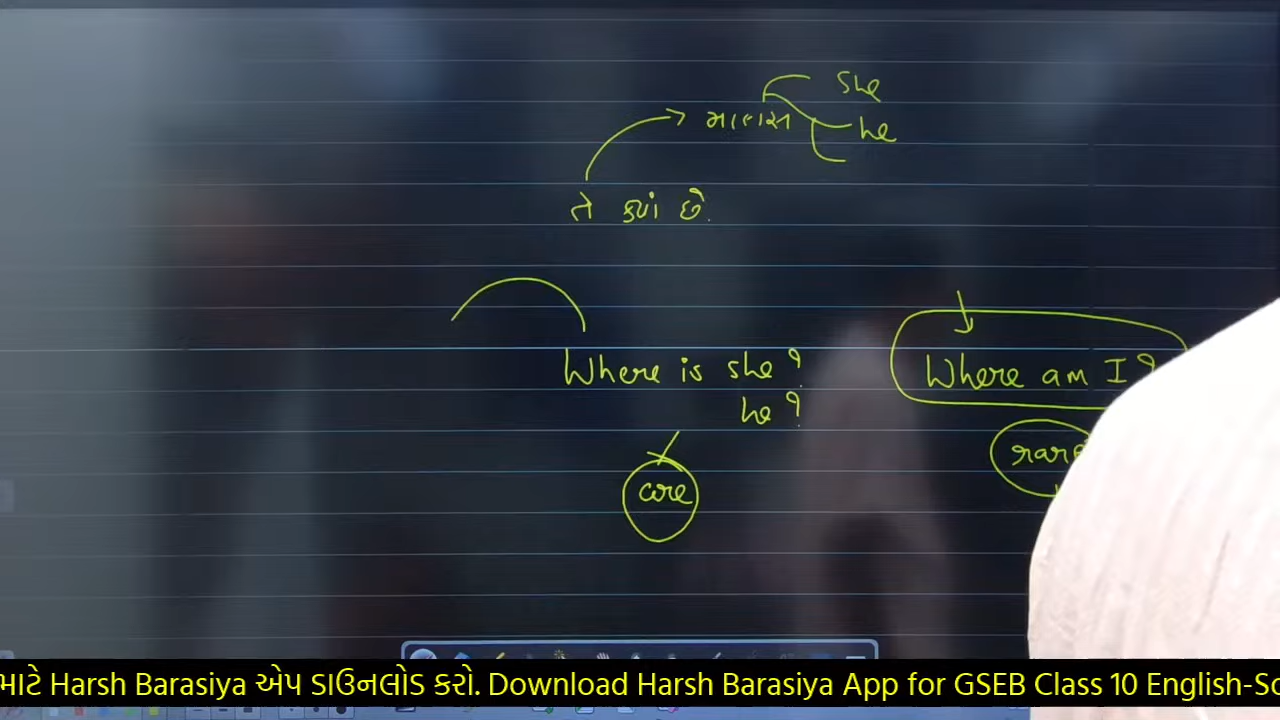 she
માણસ
he
તે ક્યાં છે.
Where is she?
he?
Where am I?
are
માટે Harsh Barasiya એપ ડાઉનલોડ કરો. Download Harsh Barasiya App for GSEB Class 10 English-Sc